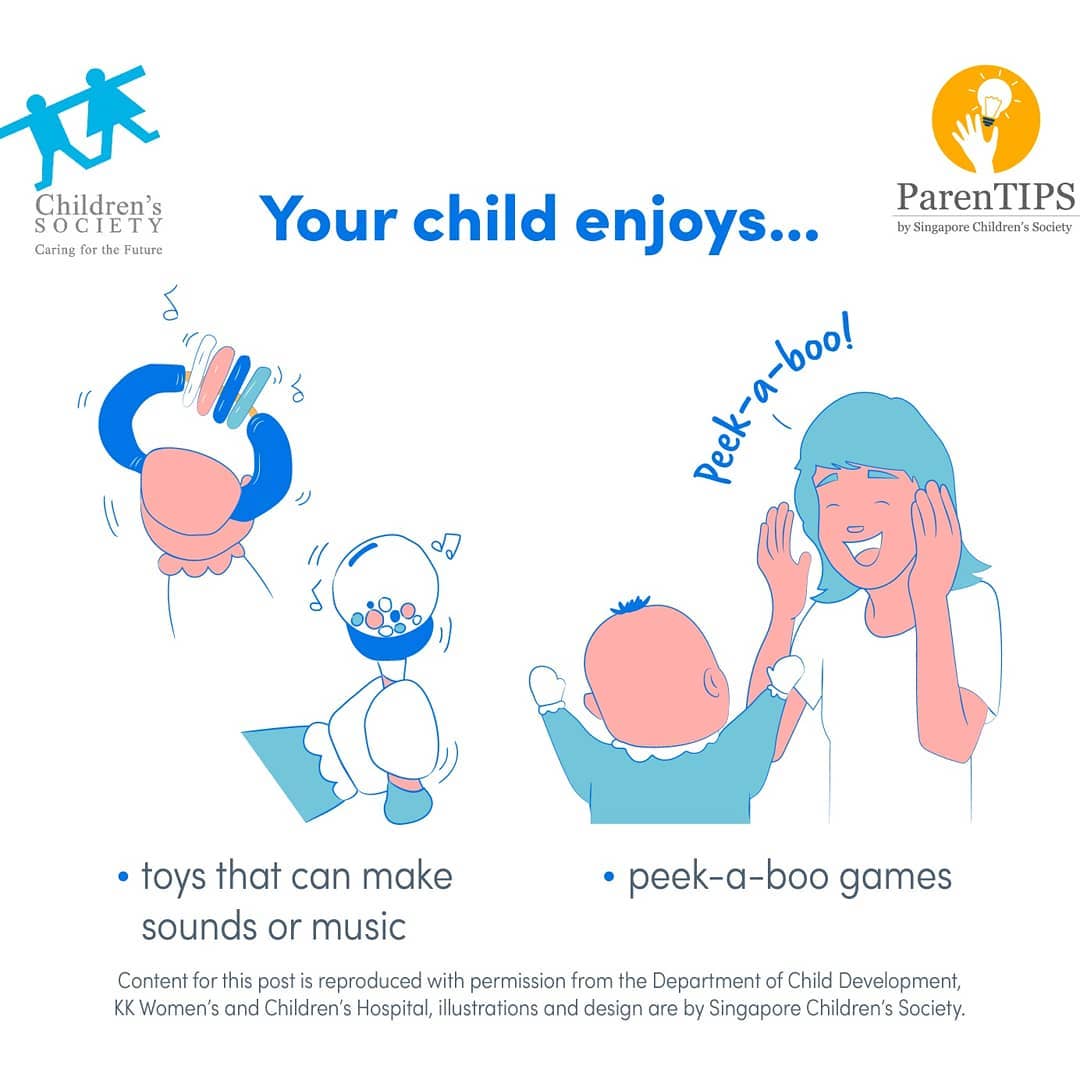 Children's
SOCIETY
Caring for the Future
ParenTIPS
by Singapore Children's Society
Your child enjoys...
Peek-a-boo!
• toys that can make
sounds or music
• peek-a-boo games
Content for this post is reproduced with permission from the Department of Child Development,
KK Women's and Children's Hospital, illustrations and design are by Singapore Children's Society.